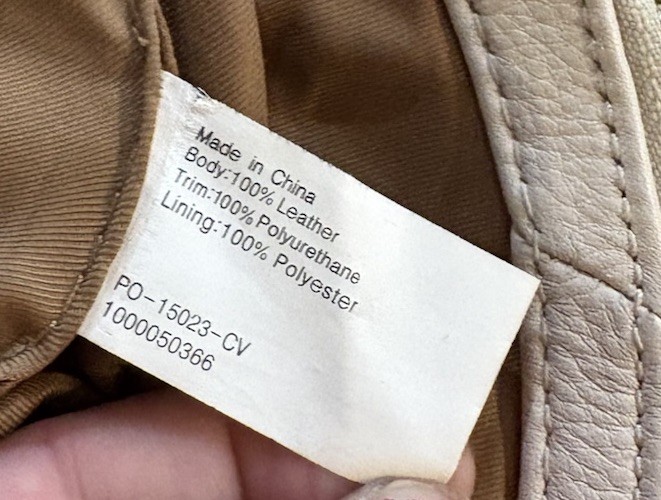 Made in China
Body:100% Leather
Trim:100% Polyurethane
Lining:100% Polyester
PO-15023-CV
1000050366